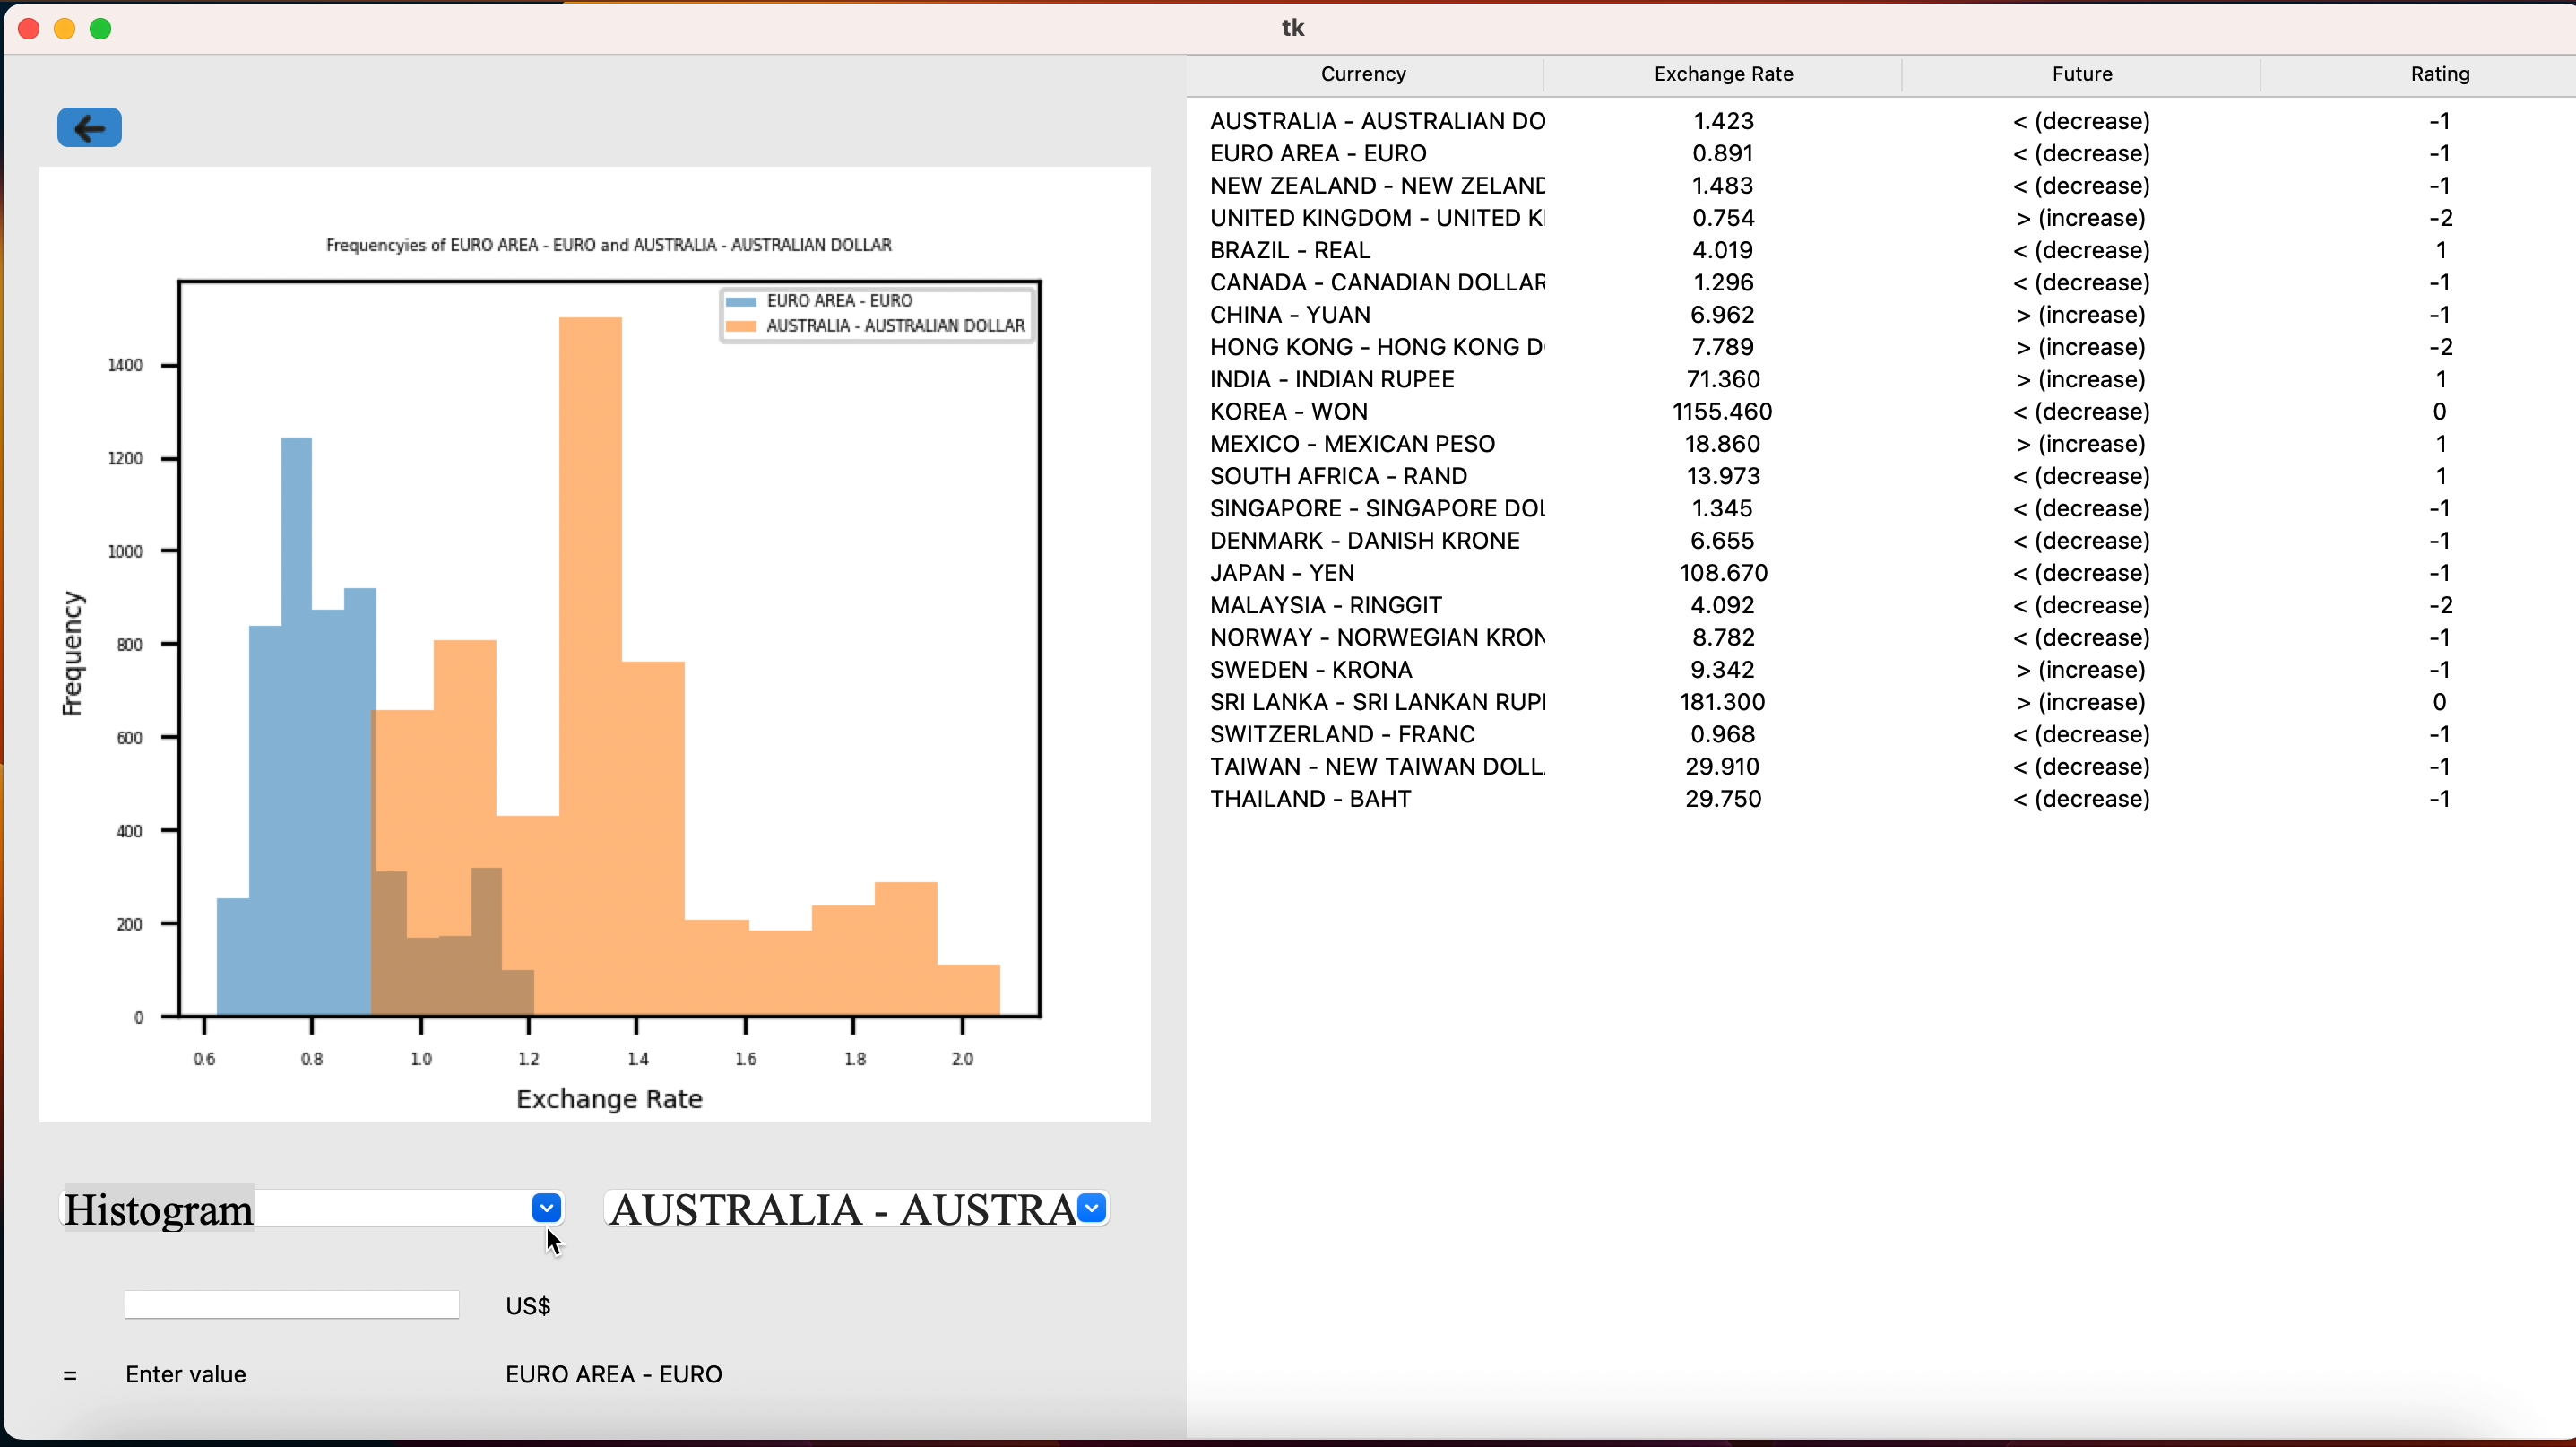 tk
Frequencyies of EURO AREA - EURO and AUSTRALIA - AUSTRALIAN DOLLAR
EURO AREA - EURO
AUSTRALIA - AUSTRALIAN DOLLAR
Frequency
1400
1200
1000
800
600
400
200
0
0.6 0.8 1.0 1.2 1.4 1.6 1.8 2.0
Exchange Rate
Histogram AUSTRALIA - AUSTRA
US$
= Enter value EURO AREA - EURO
Currency Exchange Rate Future Rating
AUSTRALIA - AUSTRALIAN DO 1.423 < (decrease) -1
EURO AREA - EURO 0.891 < (decrease) -1
NEW ZEALAND - NEW ZELAND 1.483 < (decrease) -1
UNITED KINGDOM - UNITED K 0.754 > (increase) -2
BRAZIL - REAL 4.019 < (decrease) 1
CANADA - CANADIAN DOLLAR 1.296 < (decrease) -1
CHINA - YUAN 6.962 > (increase) -1
HONG KONG - HONG KONG D 7.789 > (increase) -2
INDIA - INDIAN RUPEE 71.360 > (increase) 1
KOREA - WON 1155.460 < (decrease) 0
MEXICO - MEXICAN PESO 18.860 > (increase) 1
SOUTH AFRICA - RAND 13.973 < (decrease) 1
SINGAPORE - SINGAPORE DOL 1.345 < (decrease) -1
DENMARK - DANISH KRONE 6.655 < (decrease) -1
JAPAN - YEN 108.670 < (decrease) -1
MALAYSIA - RINGGIT 4.092 < (decrease) -2
NORWAY - NORWEGIAN KRON 8.782 < (decrease) -1
SWEDEN - KRONA 9.342 > (increase) -1
SRI LANKA - SRI LANKAN RUP 181.300 > (increase) 0
SWITZERLAND - FRANC 0.968 < (decrease) -1
TAIWAN - NEW TAIWAN DOLL 29.910 < (decrease) -1
THAILAND - BAHT 29.750 < (decrease) -1